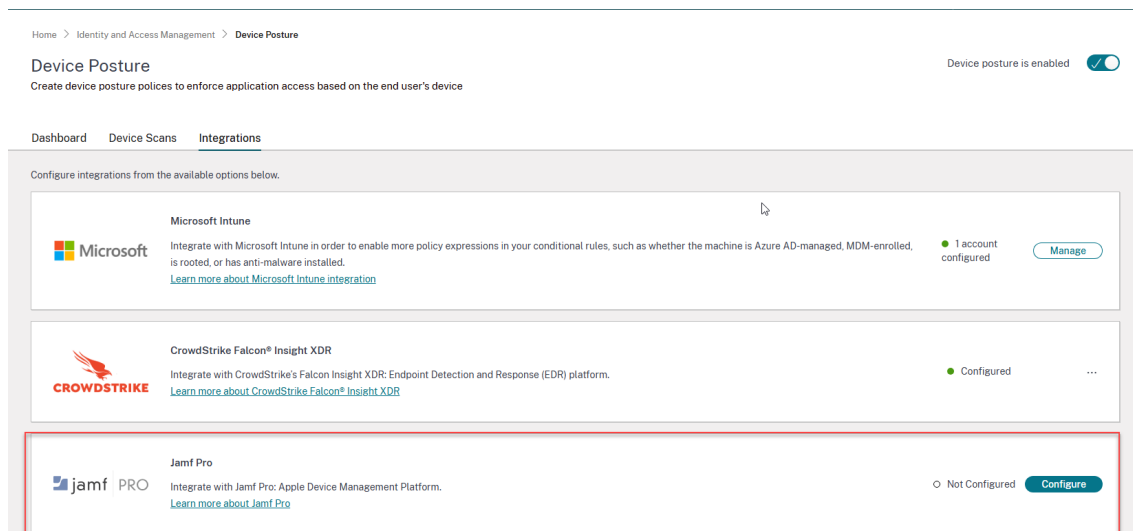 Home > Identity and Access Management > Device Posture
Device Posture
Device posture is enabled
Create device posture polices to enforce application access based on the end user's device
Dashboard Device Scans Integrations
Configure integrations from the available options below.
Microsoft Intune
Microsoft
Integrate with Microsoft Intune in order to enable more policy expressions in your conditional rules, such as whether the machine is Azure AD-managed, MDM-enrolled,
is rooted, or has anti-malware installed.
Learn more about Microsoft Intune integration
1 account
configured
Manage
CrowdStrike Falcon® Insight XDR
CROWDSTRIKE
Integrate with CrowdStrike's Falcon Insight XDR: Endpoint Detection and Response (EDR) platform.
Learn more about CrowdStrike Falcon® Insight XDR
Configured
...
Jamf Pro
jamf PRO
Integrate with Jamf Pro: Apple Device Management Platform.
Learn more about Jamf Pro
Not Configured
Configure